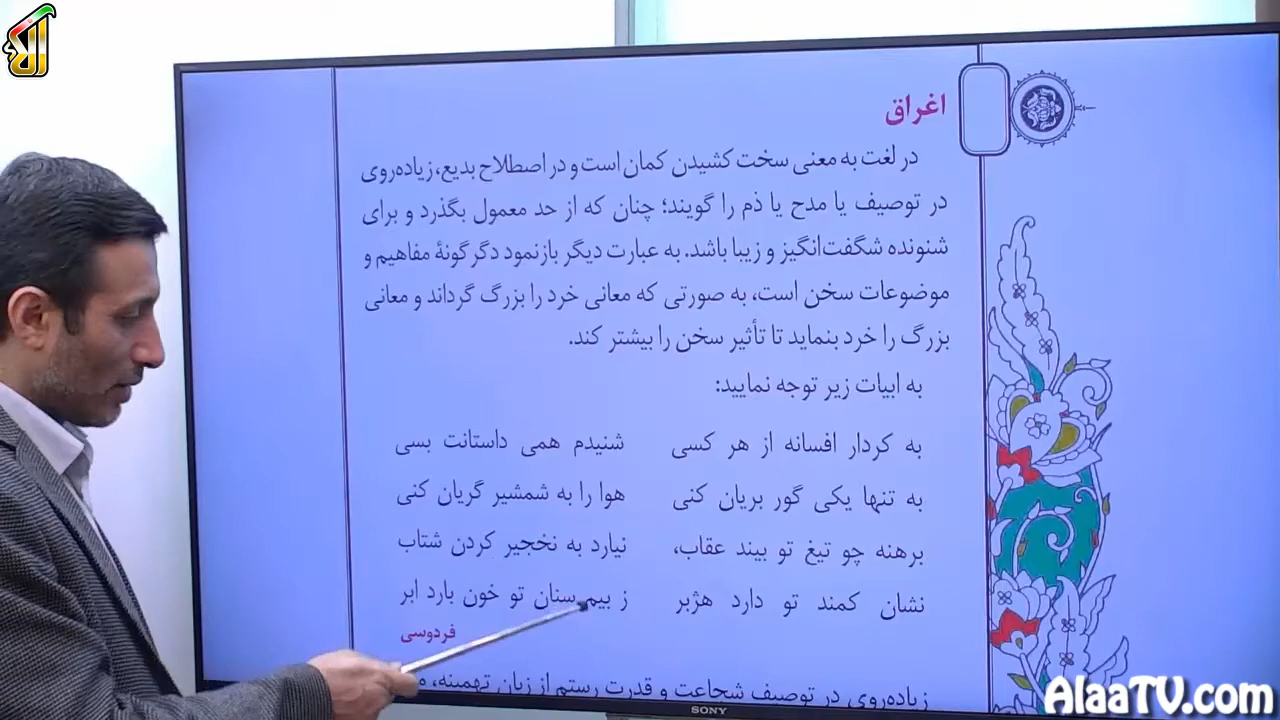 الا
اغراق
در لغت به معنی سخت کشیدن کمان است و در اصطلاح بدیع، زیاده‌روی
در توصیف یا مدح یا ذم را گویند؛ چنان که از حد معمول بگذرد و برای
شنونده شگفت‌انگیز و زیبا باشد. به عبارت دیگر بازنمود دگرگونهٔ مفاهیم و
موضوعات سخن است، به صورتی که معانی خرد را بزرگ گرداند و معانی
بزرگ را خرد بنماید تا تأثیر سخن را بیشتر کند.
به ابیات زیر توجه نمایید:
به کردار افسانه از هر کسی شنیدم همی داستانت بسی
به تنها یکی گور بریان کنی هوا را به شمشیر گریان کنی
برهنه چو تیغ تو بیند عقاب، نیارد به نخجیر کردن شتاب
نشان کمند تو دارد هژبر ز بیم سنان تو خون بارد ابر
فردوسی
زیاده‌روی در توصیف شجاعت و قدرت رستم از زبان تهمینه،
SONY
AlaaTV.com